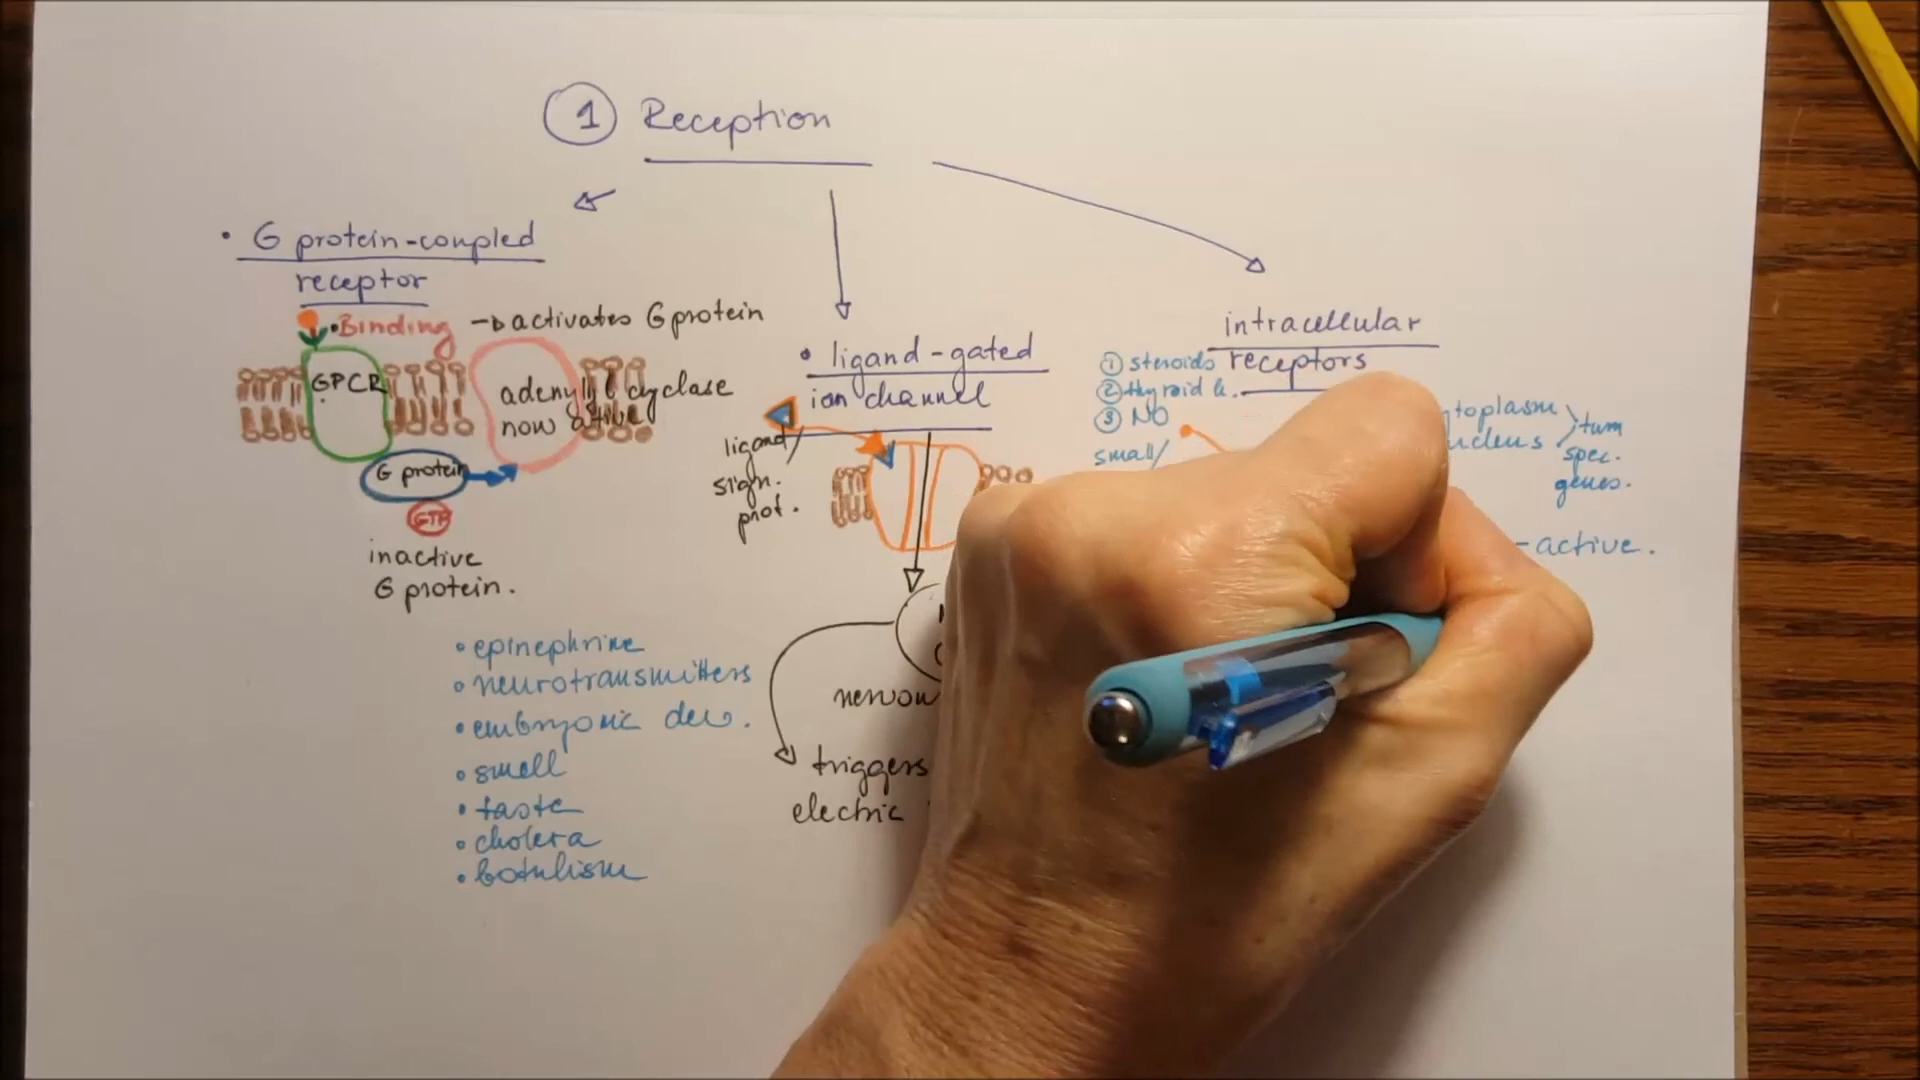 1 Reception
• G protein-coupled
receptor
• Binding → activates G protein
GPCR
adenylyl cyclase
now active
G protein
GTP
inactive
G protein.
• epinephrine
• neurotransmitters
• embryonic dev.
• smell
• taste
• cholera
• botulism
• ligand-gated
ion channel
ligand/
sign.
prot.
triggers
electric
intracellular
receptors
① steroids
② thyroid h.
③ NO
small/
turn
spec.
genes.
-active.